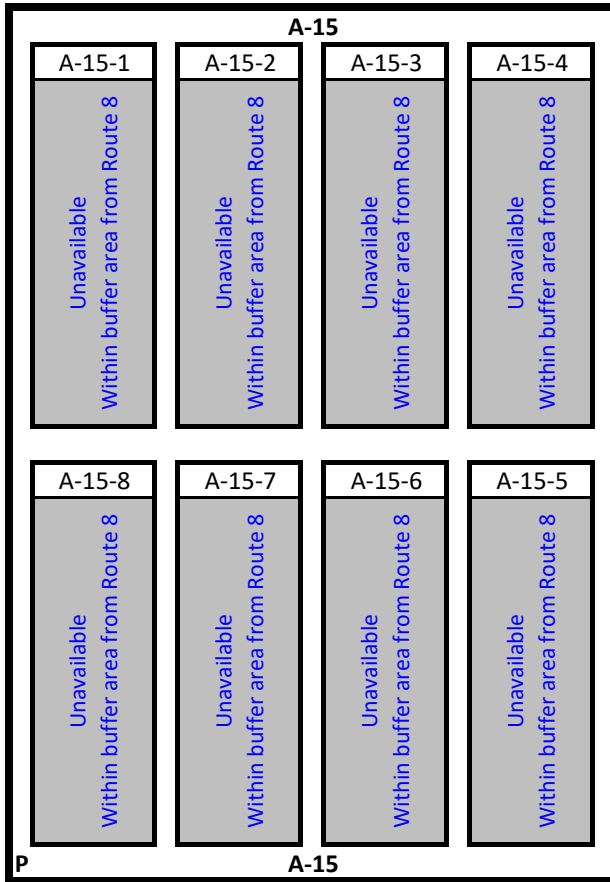 A-15
A-15-1
A-15-2
A-15-3
A-15-4
Unavailable
Within buffer area from Route 8
Unavailable
Within buffer area from Route 8
Unavailable
Within buffer area from Route 8
Unavailable
Within buffer area from Route 8
A-15-8
A-15-7
A-15-6
A-15-5
Unavailable
Within buffer area from Route 8
Unavailable
Within buffer area from Route 8
Unavailable
Within buffer area from Route 8
Unavailable
Within buffer area from Route 8
P
A-15